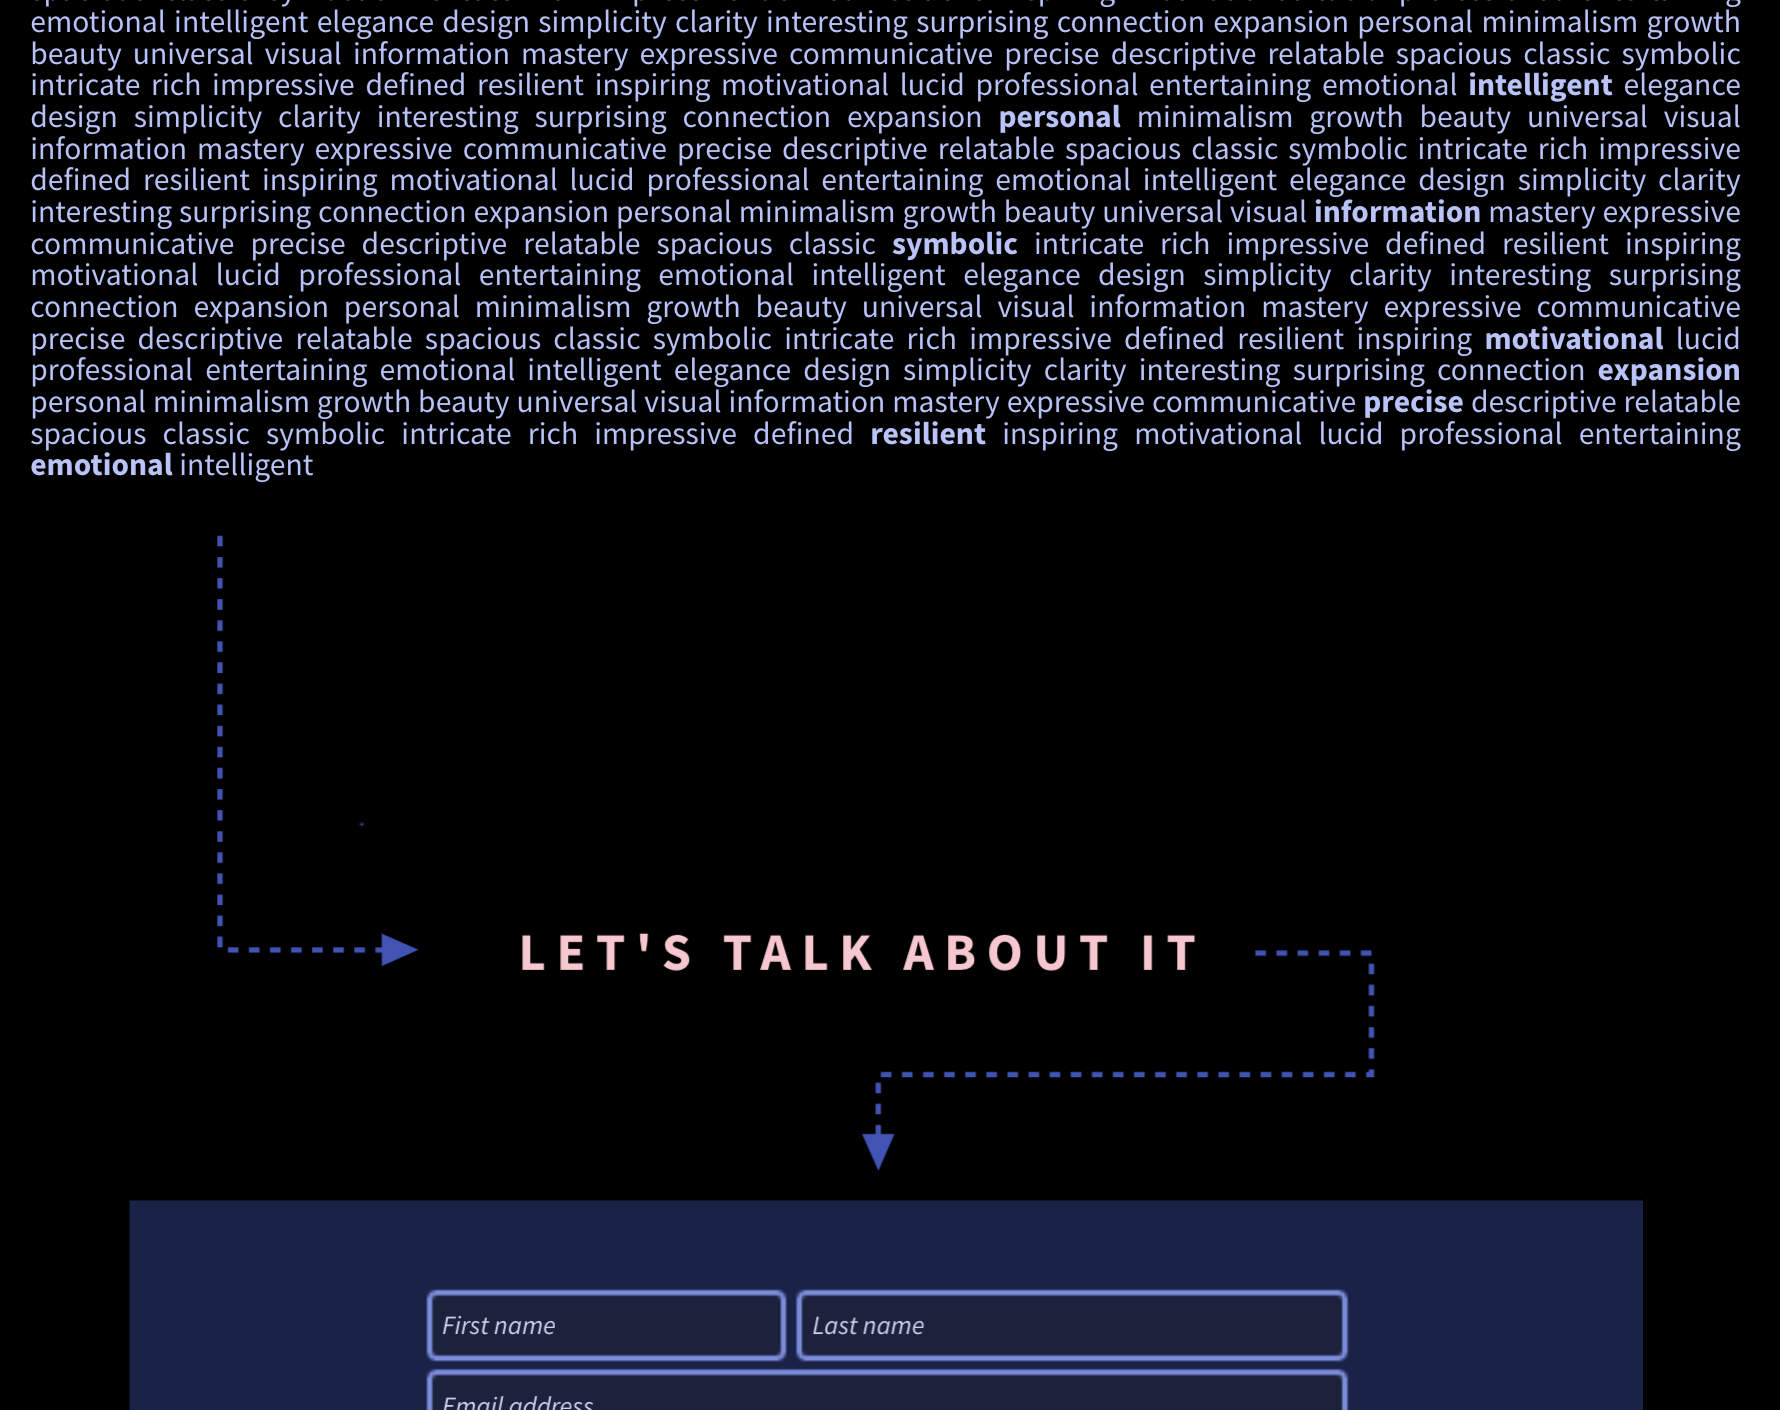 emotional intelligent elegance design simplicity clarity interesting surprising connection expansion personal minimalism growth
beauty universal visual information mastery expressive communicative precise descriptive relatable spacious classic symbolic
intricate rich impressive defined resilient inspiring motivational lucid professional entertaining emotional intelligent elegance
design simplicity clarity interesting surprising connection expansion personal minimalism growth beauty universal visual
information mastery expressive communicative precise descriptive relatable spacious classic symbolic intricate rich impressive
defined resilient inspiring motivational lucid professional entertaining emotional intelligent elegance design simplicity clarity
interesting surprising connection expansion personal minimalism growth beauty universal visual information mastery expressive
communicative precise descriptive relatable spacious classic symbolic intricate rich impressive defined resilient inspiring
motivational lucid professional entertaining emotional intelligent elegance design simplicity clarity interesting surprising
connection expansion personal minimalism growth beauty universal visual information mastery expressive communicative
precise descriptive relatable spacious classic symbolic intricate rich impressive defined resilient inspiring motivational lucid
professional entertaining emotional intelligent elegance design simplicity clarity interesting surprising connection expansion
personal minimalism growth beauty universal visual information mastery expressive communicative precise descriptive relatable
spacious classic symbolic intricate rich impressive defined resilient inspiring motivational lucid professional entertaining
emotional intelligent
LET'S TALK ABOUT IT
First name
Last name
Email address